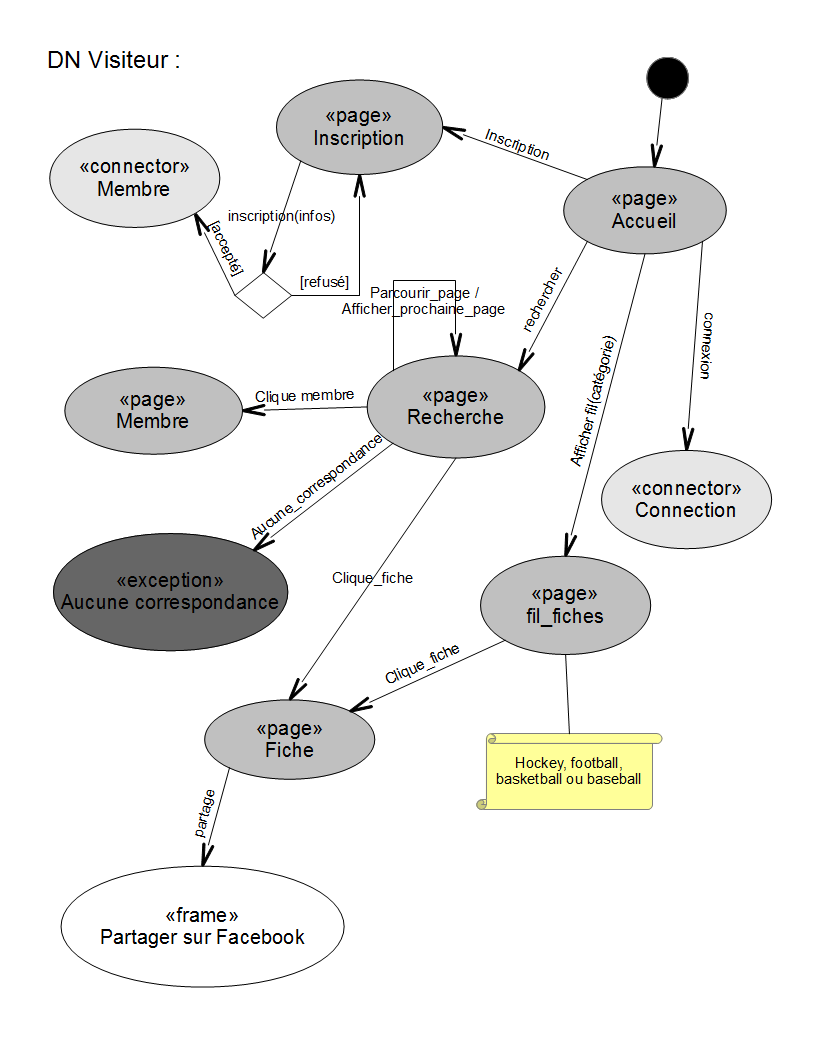 DN Visiteur :
«page»
Inscription
Inscription
«connector»
Membre
«page»
Accueil
inscription(infos)
[accepté]
[refusé]
rechercher
Parcourir_page /
Afficher_prochaine_page
connexion
Afficher fil(catégorie)
«page»
Membre
Clique membre
«page»
Recherche
Aucune_correspondance
«connector»
Connection
«exception»
Aucune correspondance
Clique_fiche
«page»
fil_fiches
Clique_fiche
«page»
Fiche
Hockey, football,
basketball ou baseball
partage
«frame»
Partager sur Facebook